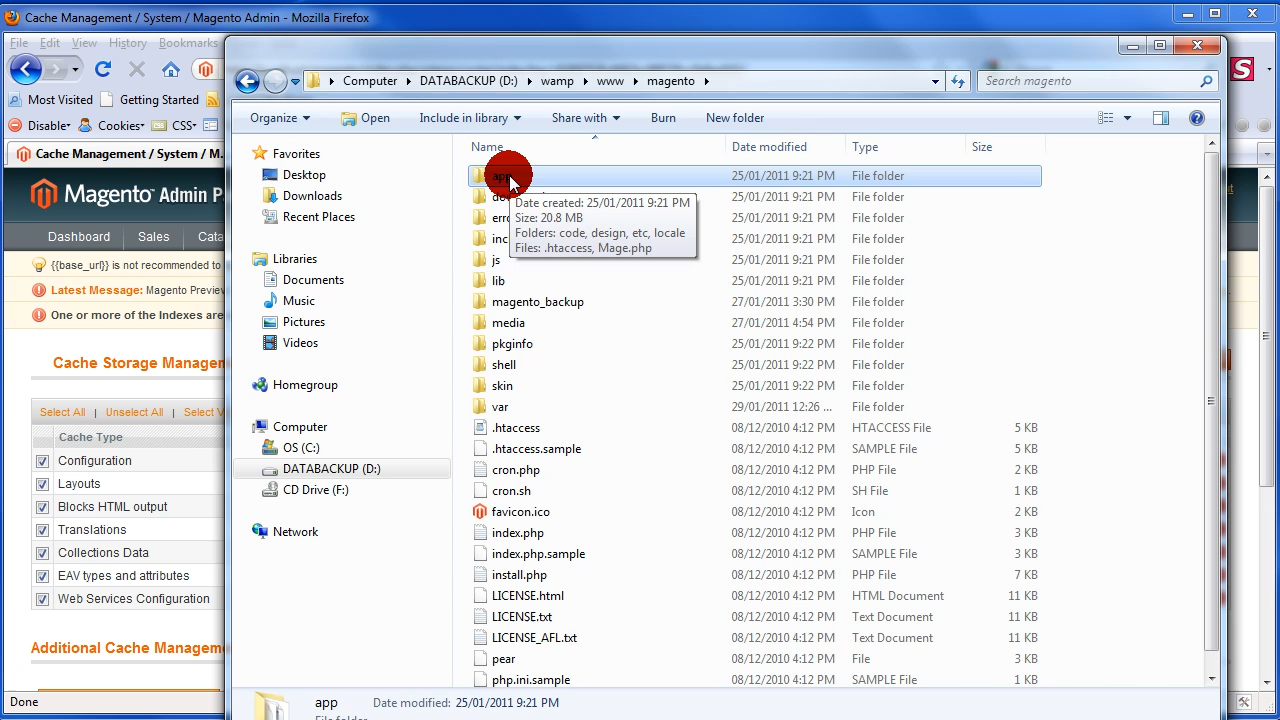 Cache Management / System / Magento Admin - Mozilla Firefox
File Edit View History Bookmarks
Computer DATABACKUP (D:) wamp www magento
Search magento
Most Visited Getting Started
Organize Open Include in library Share with Burn New folder
Disable Cookies CSS
Cache Management / System / M...
Magento Admin P
Dashboard Sales Cata
{{base_url}} is not recommended to
Latest Message: Magento Preview
One or more of the Indexes are
Cache Storage Managem
Select All | Unselect All | Select V
Cache Type
Configuration
Layouts
Blocks HTML output
Translations
Collections Data
EAV types and attributes
Web Services Configuration
Additional Cache Managem
Done
Favorites
Desktop
Downloads
Recent Places
Libraries
Documents
Music
Pictures
Videos
Homegroup
Computer
OS (C:)
DATABACKUP (D:)
CD Drive (F:)
Network
Name Date modified Type Size
app 25/01/2011 9:21 PM File folder
25/01/2011 9:21 PM File folder
erro 25/01/2011 9:21 PM File folder
inc 25/01/2011 9:21 PM File folder
js 25/01/2011 9:21 PM File folder
lib 25/01/2011 9:21 PM File folder
magento_backup 27/01/2011 3:30 PM File folder
media 27/01/2011 4:54 PM File folder
pkginfo 25/01/2011 9:22 PM File folder
shell 25/01/2011 9:22 PM File folder
skin 25/01/2011 9:22 PM File folder
var 29/01/2011 12:26 ... File folder
.htaccess 08/12/2010 4:12 PM HTACCESS File 5 KB
.htaccess.sample 08/12/2010 4:12 PM SAMPLE File 5 KB
cron.php 08/12/2010 4:12 PM PHP File 2 KB
cron.sh 08/12/2010 4:12 PM SH File 1 KB
favicon.ico 08/12/2010 4:12 PM Icon 2 KB
index.php 08/12/2010 4:12 PM PHP File 3 KB
index.php.sample 08/12/2010 4:12 PM SAMPLE File 3 KB
install.php 08/12/2010 4:12 PM PHP File 7 KB
LICENSE.html 08/12/2010 4:12 PM HTML Document 11 KB
LICENSE.txt 08/12/2010 4:12 PM Text Document 11 KB
LICENSE_AFL.txt 08/12/2010 4:12 PM Text Document 11 KB
pear 08/12/2010 4:12 PM File 3 KB
php.ini.sample 08/12/2010 4:12 PM SAMPLE File 1 KB
Date created: 25/01/2011 9:21 PM
Size: 20.8 MB
Folders: code, design, etc, locale
Files: .htaccess, Mage.php
app Date modified: 25/01/2011 9:21 PM
File folder